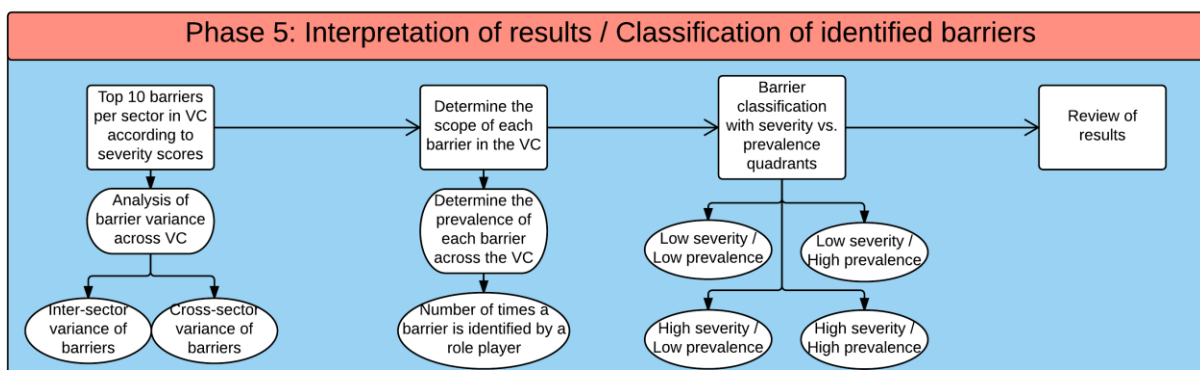 Phase 5: Interpretation of results / Classification of identified barriers
Top 10 barriers
per sector in VC
according to
severity scores
Determine the
scope of each
barrier in the VC
Barrier
classification
with severity vs.
prevalence
quadrants
Review of
results
Analysis of
barrier variance
across VC
Determine the
prevalence of
each barrier
across the VC
Low severity /
Low prevalence
Low severity /
High prevalence
Inter-sector
variance of
barriers
Cross-sector
variance of
barriers
Number of times a
barrier is identified by a
role player
High severity /
Low prevalence
High severity /
High prevalence